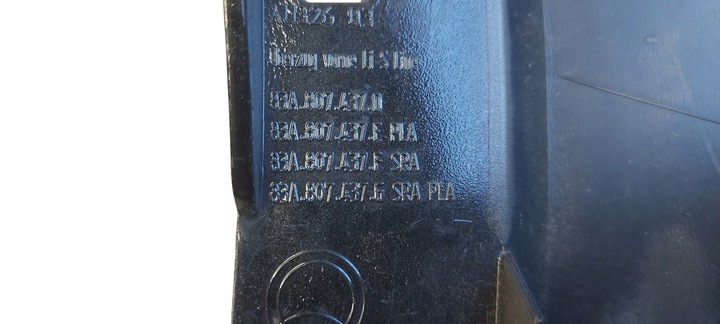 Überzug vorne LI S Line
83A.807.437.D
83A.807.437.E PLA
83A.807.437.F SRA
83A.807.437.G SRA PLA